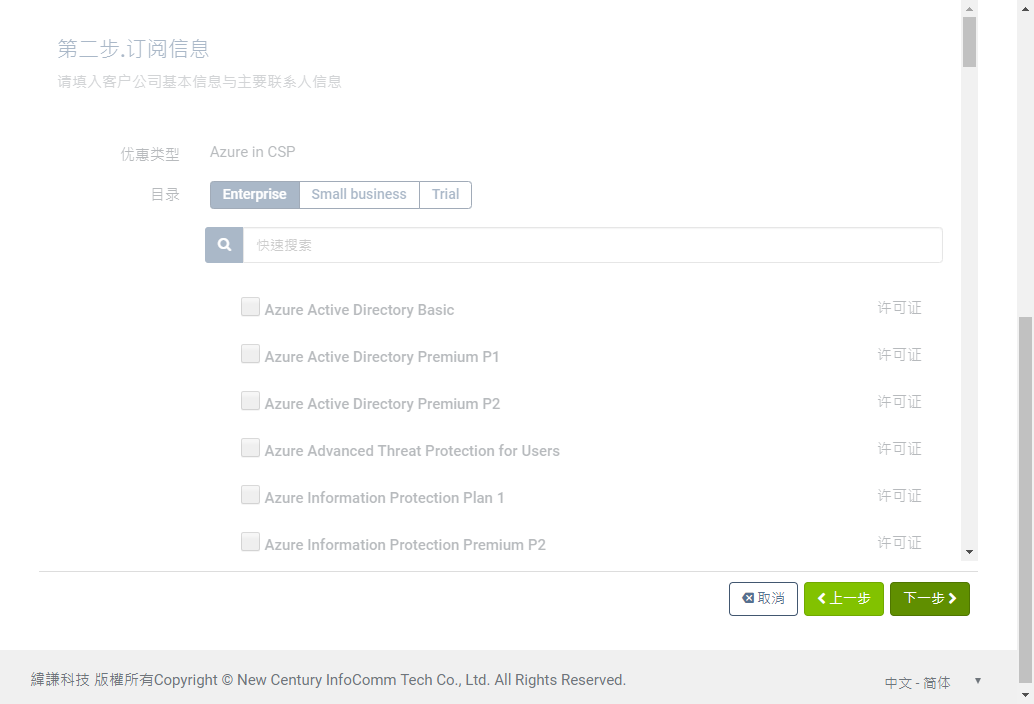 第二步.订阅信息
请填入客户公司基本信息与主要联系人信息
优惠类型 Azure in CSP
目录 Enterprise Small business Trial
快速搜索
Azure Active Directory Basic 许可证
Azure Active Directory Premium P1 许可证
Azure Active Directory Premium P2 许可证
Azure Advanced Threat Protection for Users 许可证
Azure Information Protection Plan 1 许可证
Azure Information Protection Premium P2 许可证
取消 上一步 下一步
緯謙科技 版權所有Copyright © New Century InfoComm Tech Co., Ltd. All Rights Reserved. 中文 - 简体